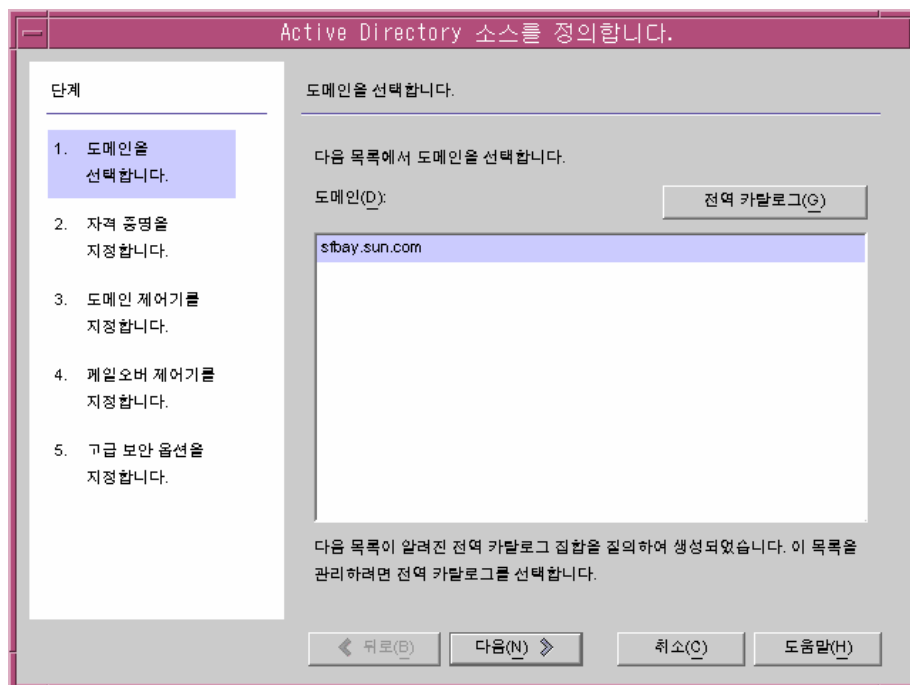 Active Directory 소스를 정의합니다.
단계
1. 도메인을
선택합니다.
2. 자격 증명을
지정합니다.
3. 도메인 제어기를
지정합니다.
4. 페일오버 제어기를
지정합니다.
5. 고급 보안 옵션을
지정합니다.
도메인을 선택합니다.
다음 목록에서 도메인을 선택합니다.
도메인(D):
전역 카탈로그(G)
sfbay.sun.com
다음 목록이 알려진 전역 카탈로그 집합을 질의하여 생성되었습니다. 이 목록을
관리하려면 전역 카탈로그를 선택합니다.
뒤로(B)
다음(N)
취소(C)
도움말(H)